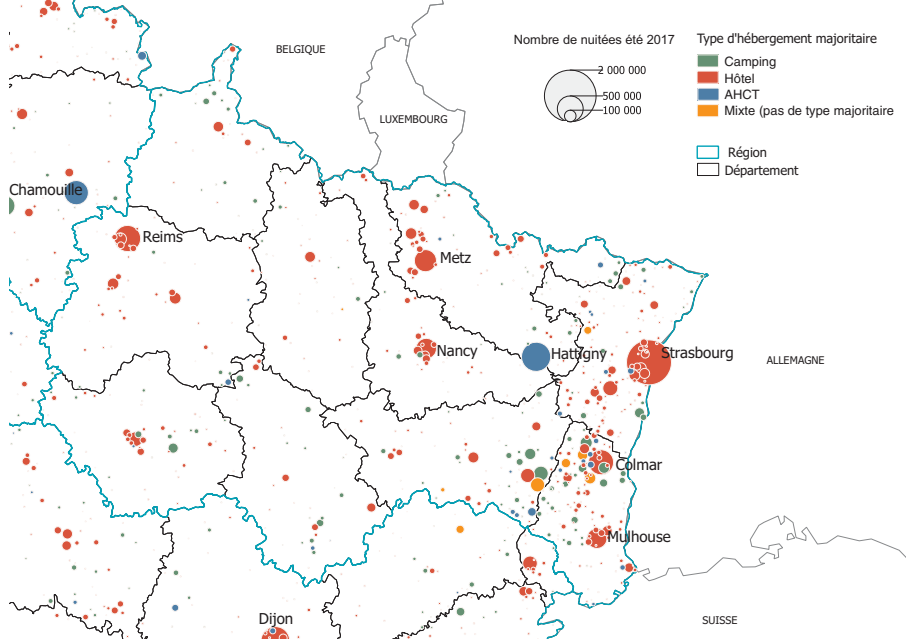 BELGIQUE
LUXEMBOURG
Nombre de nuitées été 2017
2 000 000
500 000
100 000
Type d'hébergement majoritaire
Camping
Hôtel
AHCT
Mixte (pas de type majoritaire
Région
Département
Chamouille
Reims
Metz
Nancy
Hattigny
Strasbourg
ALLEMAGNE
Colmar
Mulhouse
Dijon
SUISSE